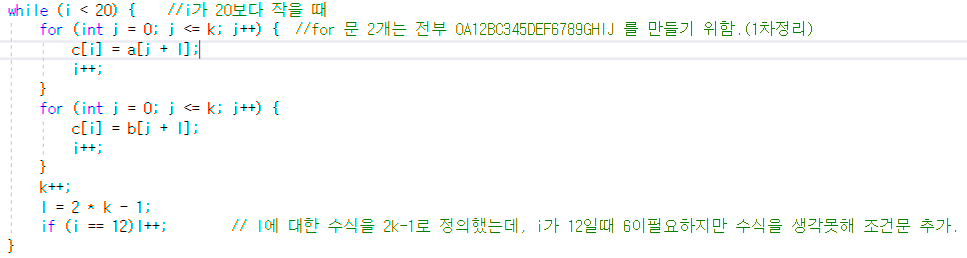 while (i < 20) {    //i가 20보다 작을 때
    for (int j = 0; j <= k; j++) {  //for 문 2개는 전부 0A12BC345DEF6789GHIJ 를 만들기 위함.(1차정리)
        c[i] = a[j + l];
        i++;
    }
    for (int j = 0; j <= k; j++) {
        c[i] = b[j + l];
        i++;
    }
    k++;
    l = 2 * k - 1;
    if (i == 12)l++;        // l에 대한 수식을 2k-1로 정의했는데, i가 12일때 6이필요하지만 수식을 생각못해 조건문 추가.
}